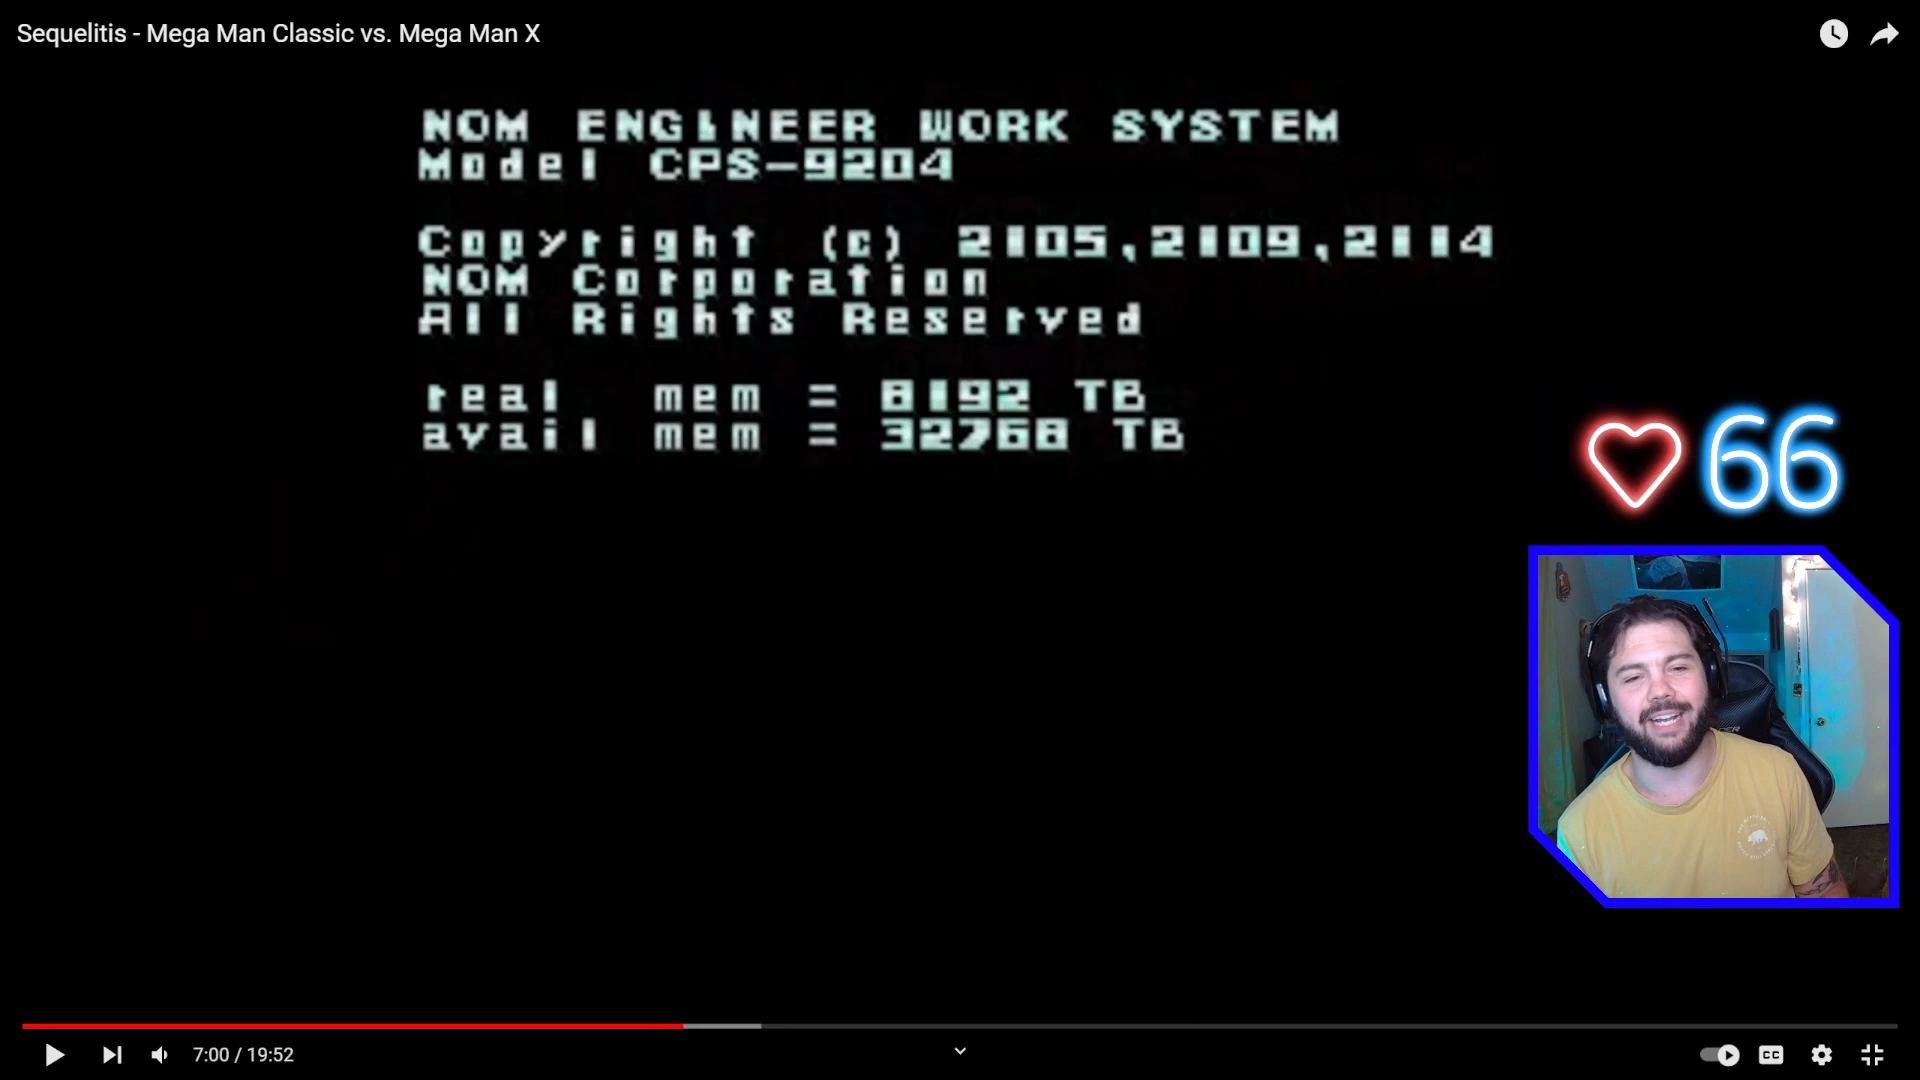 Sequelitis - Mega Man Classic vs. Mega Man X
NOM ENGINEER WORK SYSTEM
Model CPS-9204
Copyright (c) 2105,2109,2114
NOM Corporation
All Rights Reserved
real mem = 8192 TB
avail mem = 32768 TB
66
7:00 / 19:52
CC